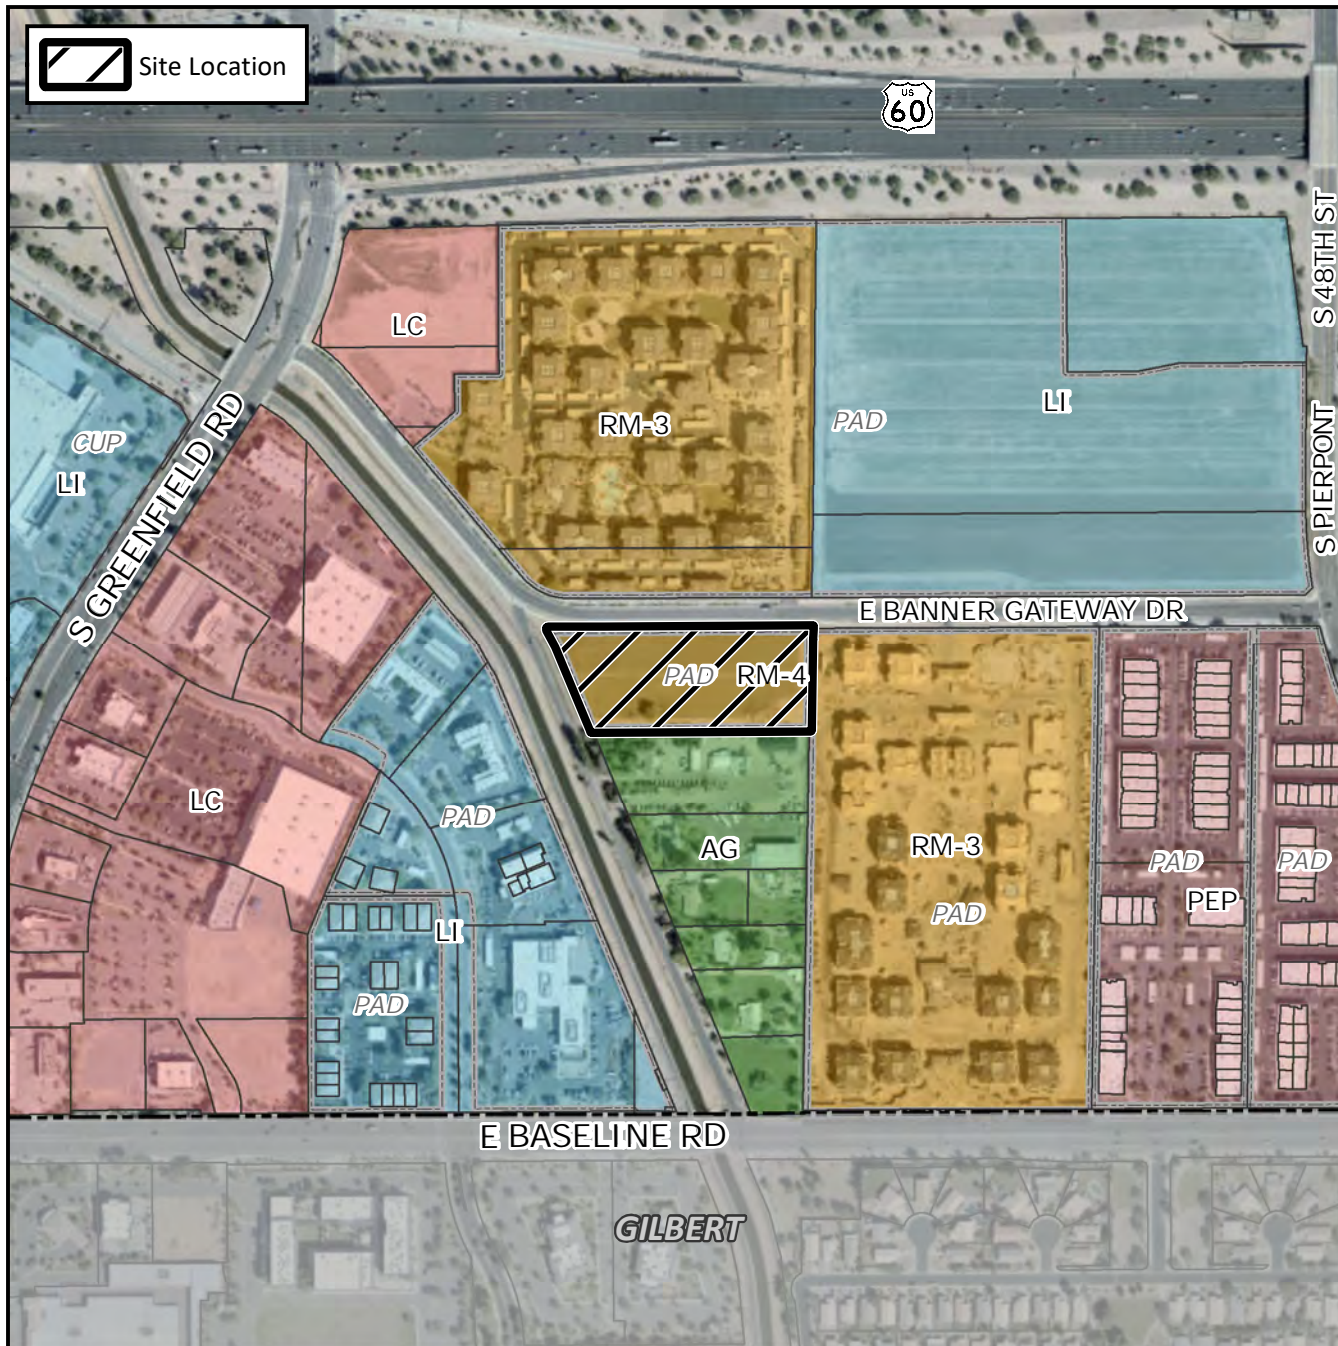 Site Location
US
60
S 48TH ST
LC
RM-3
PAD
LI
CUP
LI
S GREENFIELD RD
S PIERPONT
E BANNER GATEWAY DR
PAD RM-4
LC
PAD
AG
RM-3
PAD
PAD
PAD
PEP
LI
PAD
E BASELINE RD
GILBERT